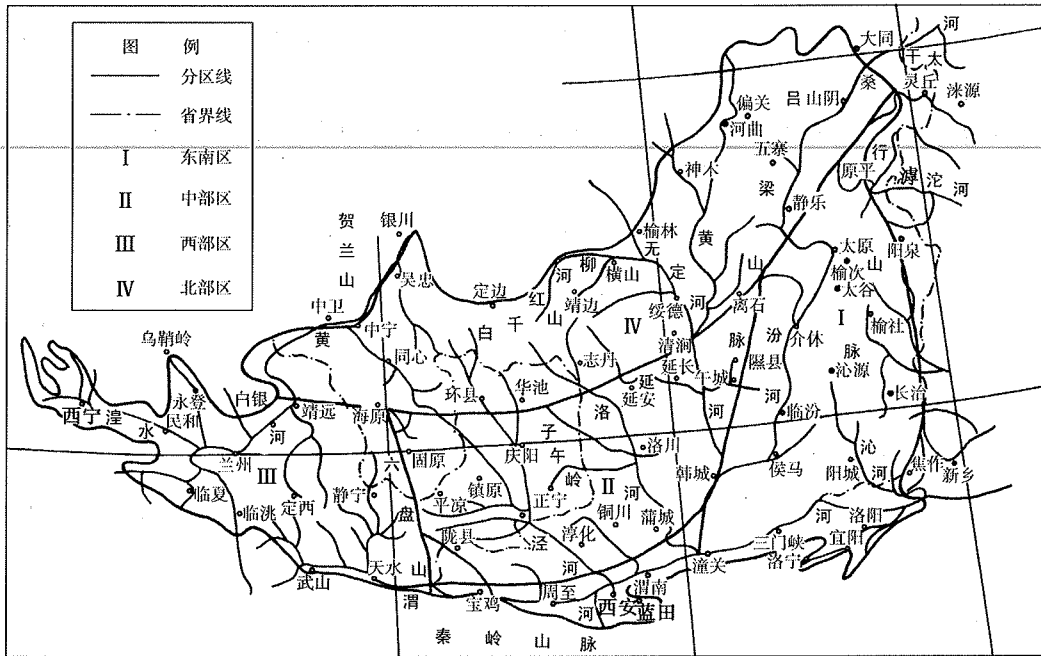 图 例
分区线
省界线
I 东南区
II 中部区
III 西部区
IV 北部区
大同
河
干
太
灵丘
涞源
桑
吕
山阴
偏关
河曲
五寨
行
原平
滹
沱
河
神木
梁
静乐
贺
兰
山
银川
榆林
无
黄
太原
阳泉
定
山
榆次
山
太谷
吴忠
柳
横山
河
定边
红
靖边
离石
I
中卫
中宁
白
千
山
绥德
河
榆社
黄
IV
清涧
脉
汾
介休
乌鞘岭
同心
志丹
延长
隰县
脉
沁源
永登
白银
环县
华池
延
延安
午城
河
长治
西宁
湟
民和
水
靖远
海原
洛
河
临汾
河
子
兰州
III
六
固原
庆阳
午
洛川
沁
侯马
阳城
河
焦作
新乡
岭
II
韩城
临夏
定西
静宁
镇原
平凉
正宁
河
临洮
盘
铜川
蒲城
河
洛阳
陇县
泾
淳化
三门峡
宜阳
洛宁
潼关
武山
天水
山
河
渭南
渭
宝鸡
周至
西安
蓝田
河
秦 岭 山 脉